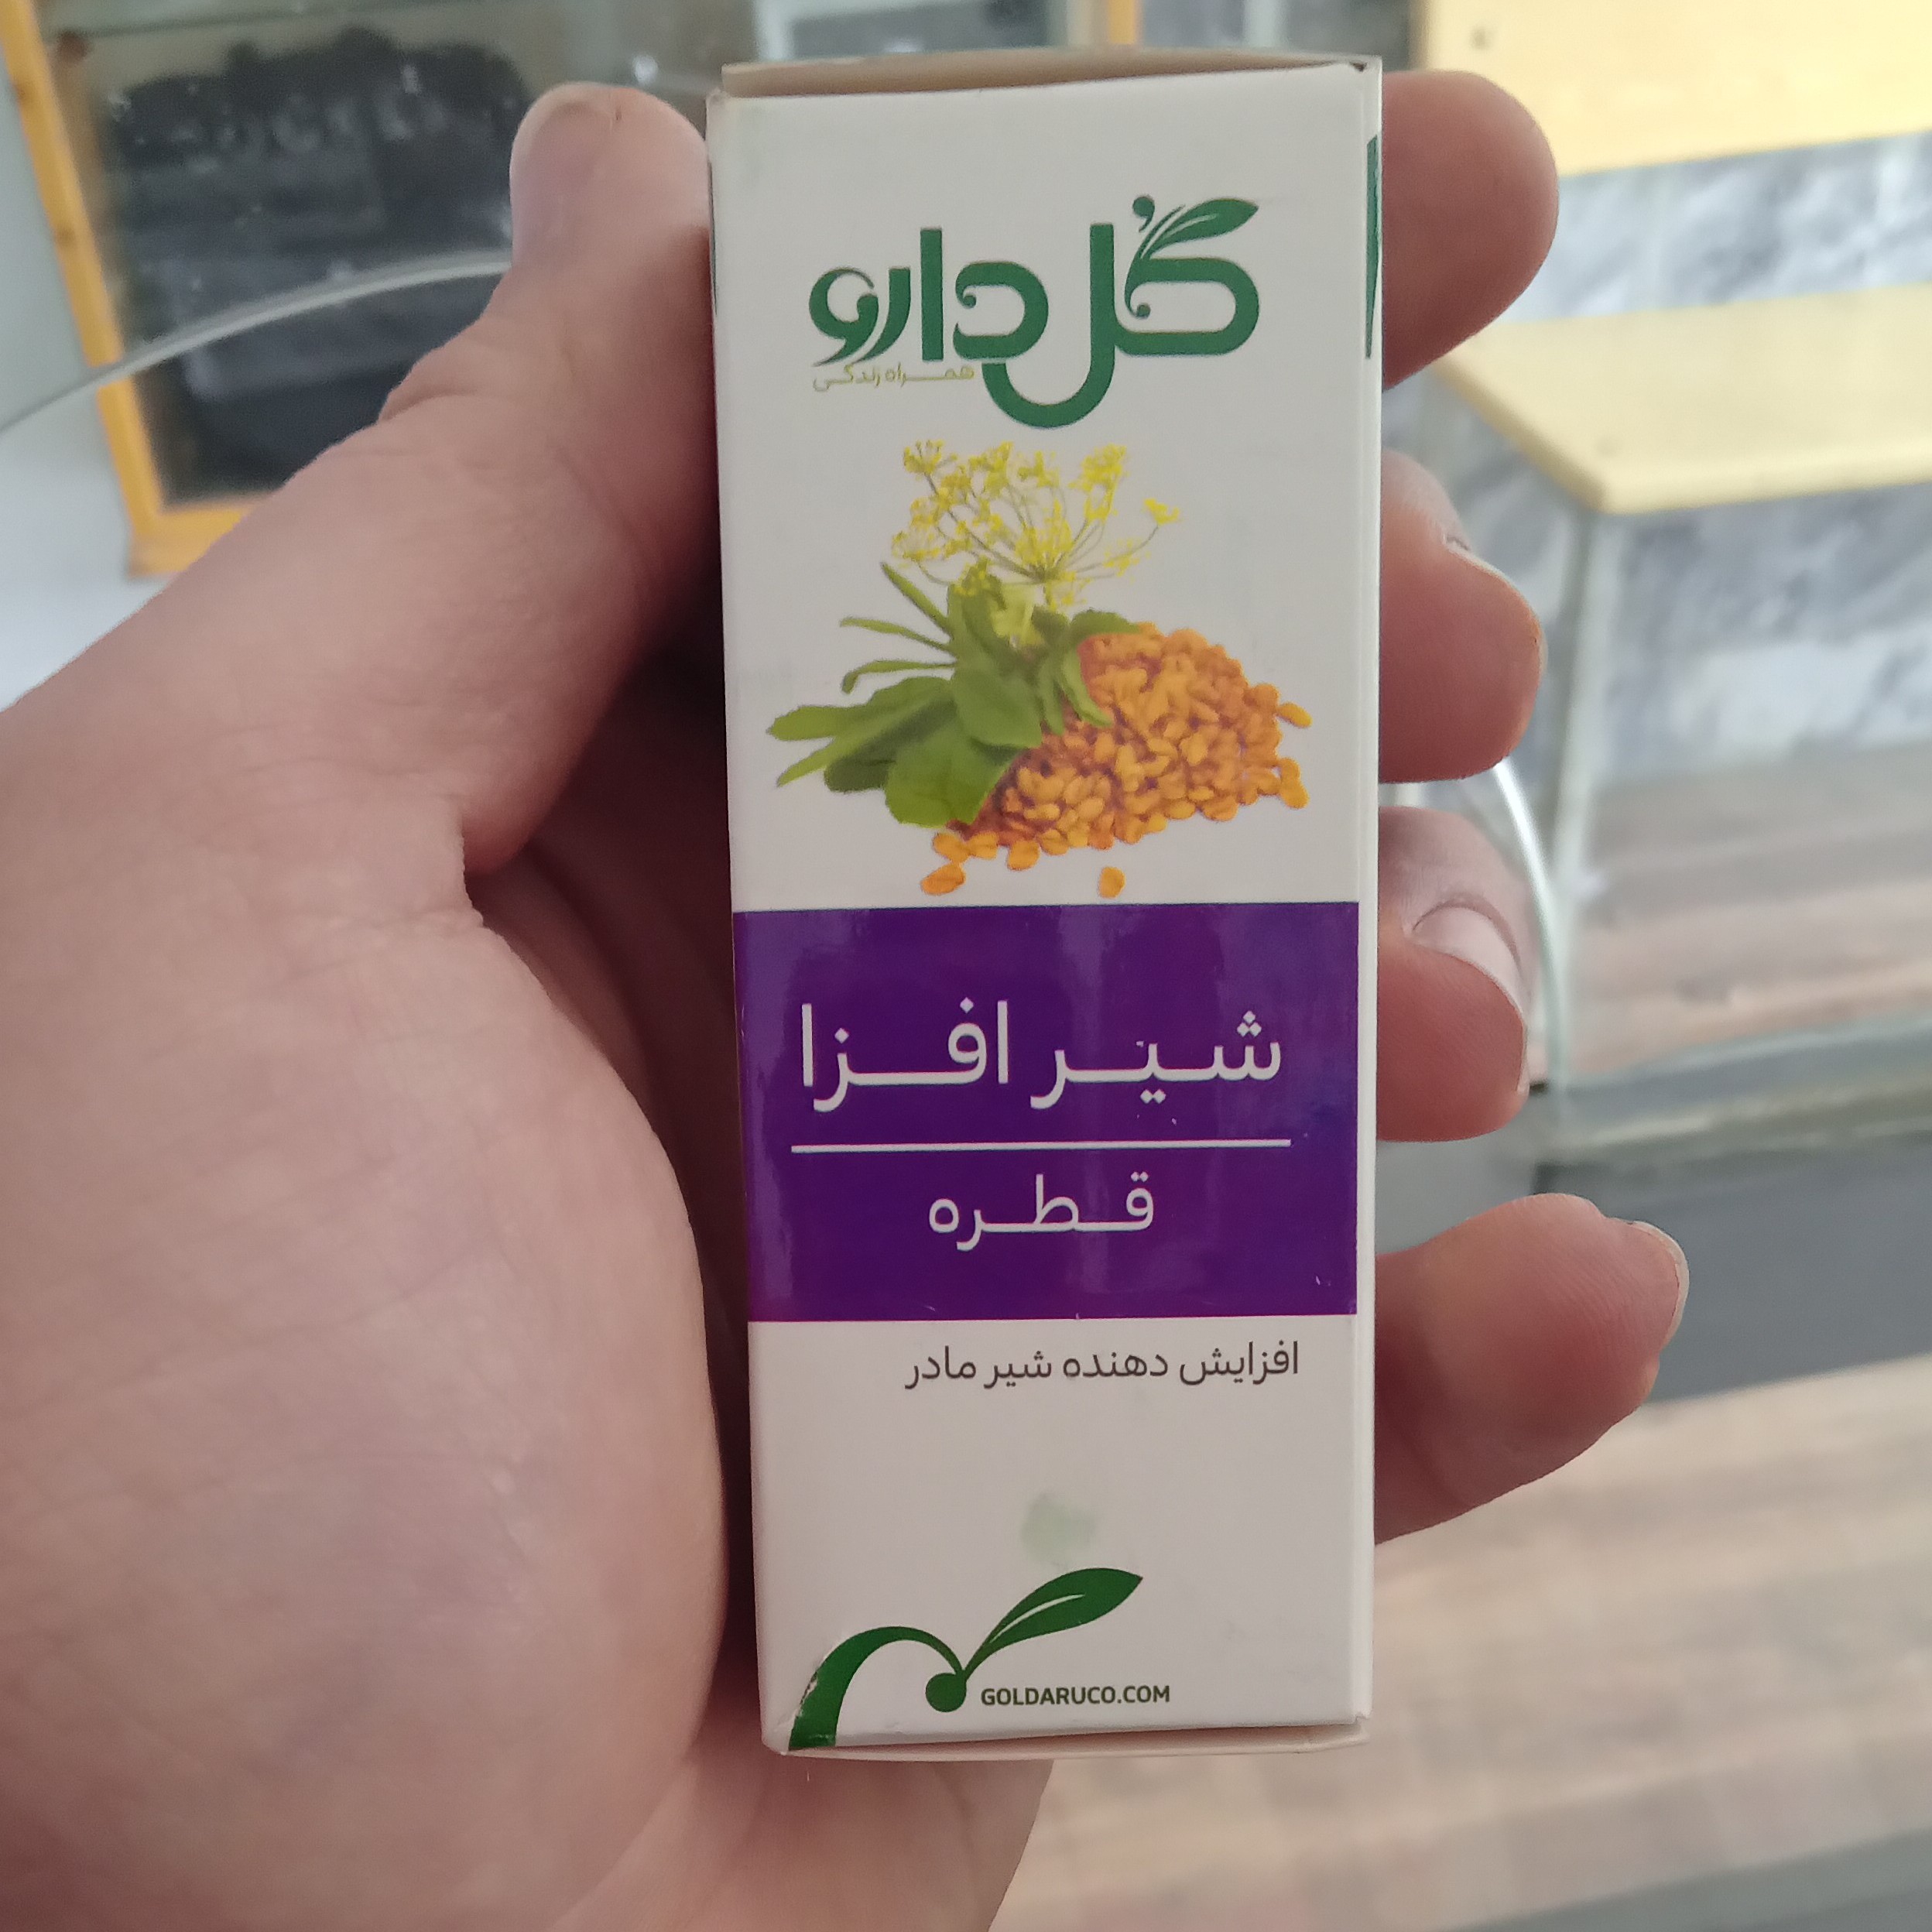 گل دارو
همراه زندگی
شیر افزا
قطره
افزایش دهنده شیر مادر
GOLDARUCO.COM